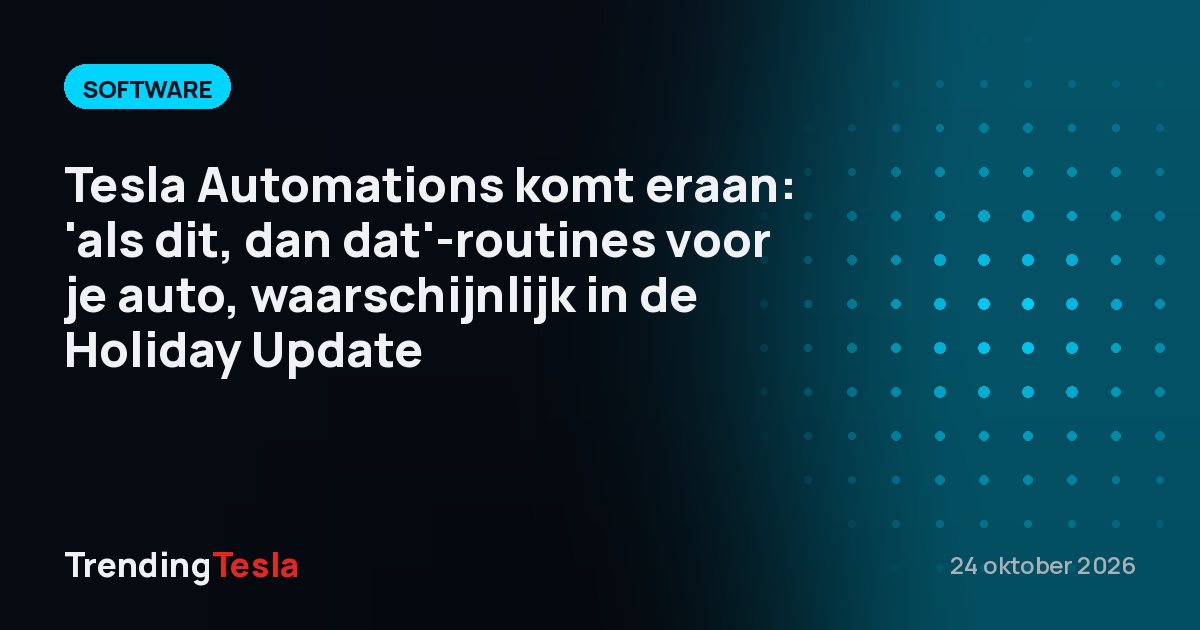 SOFTWARE
Tesla Automations komt eraan:
'als dit, dan dat'-routines voor
je auto, waarschijnlijk in de
Holiday Update
TrendingTesla
24 oktober 2026